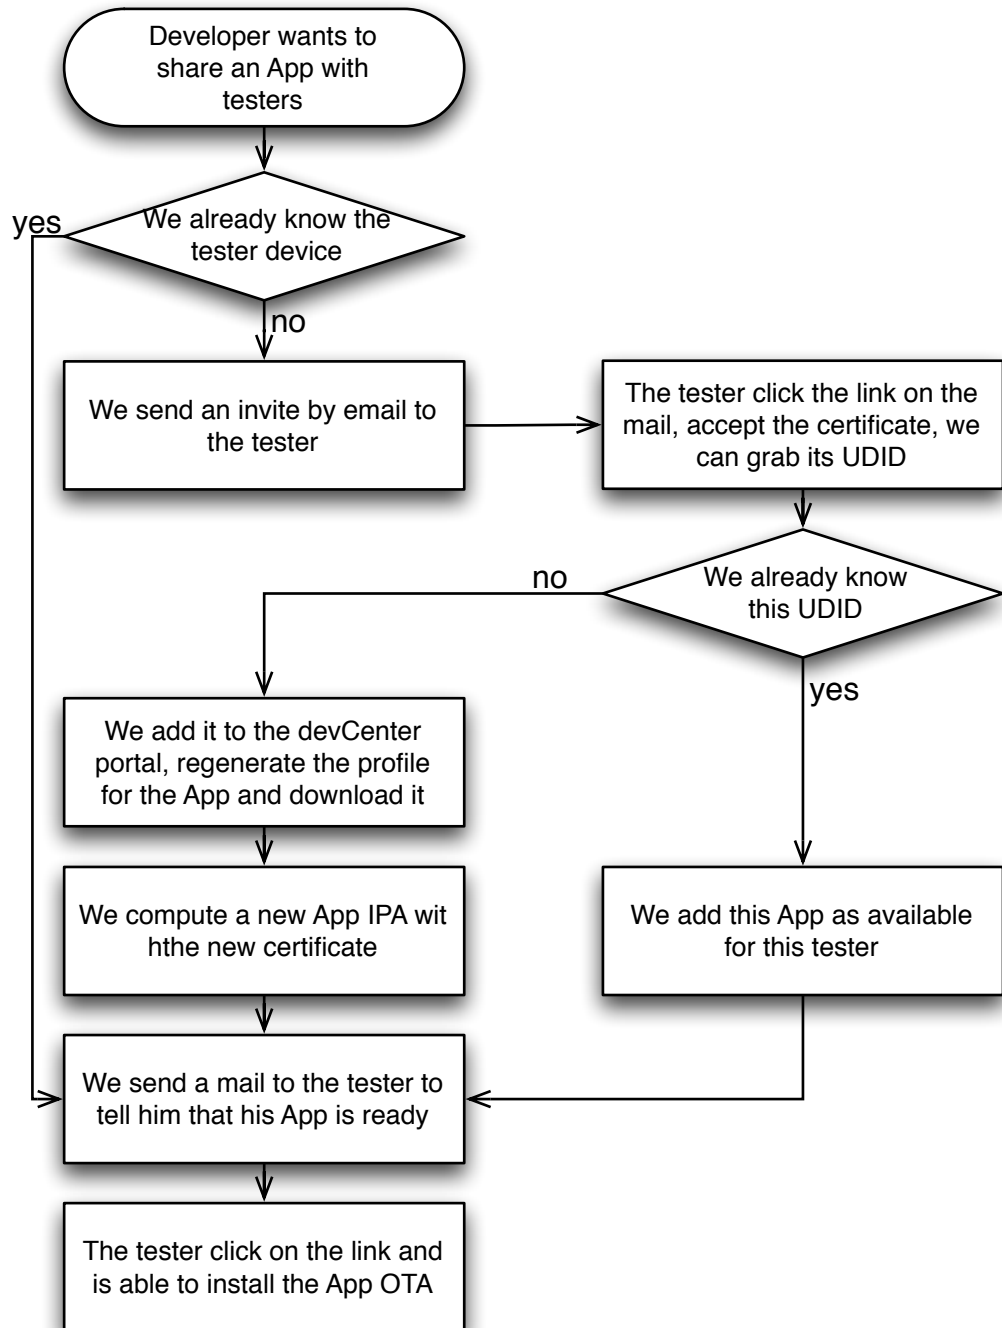 Developer wants to
share an App with
testers
yes
We already know the
tester device
no
We send an invite by email to
the tester
The tester click the link on the
mail, accept the certificate, we
can grab its UDID
no
We already know
this UDID
yes
We add it to the devCenter
portal, regenerate the profile
for the App and download it
We compute a new App IPA wit
hthe new certificate
We add this App as available
for this tester
We send a mail to the tester to
tell him that his App is ready
The tester click on the link and
is able to install the App OTA